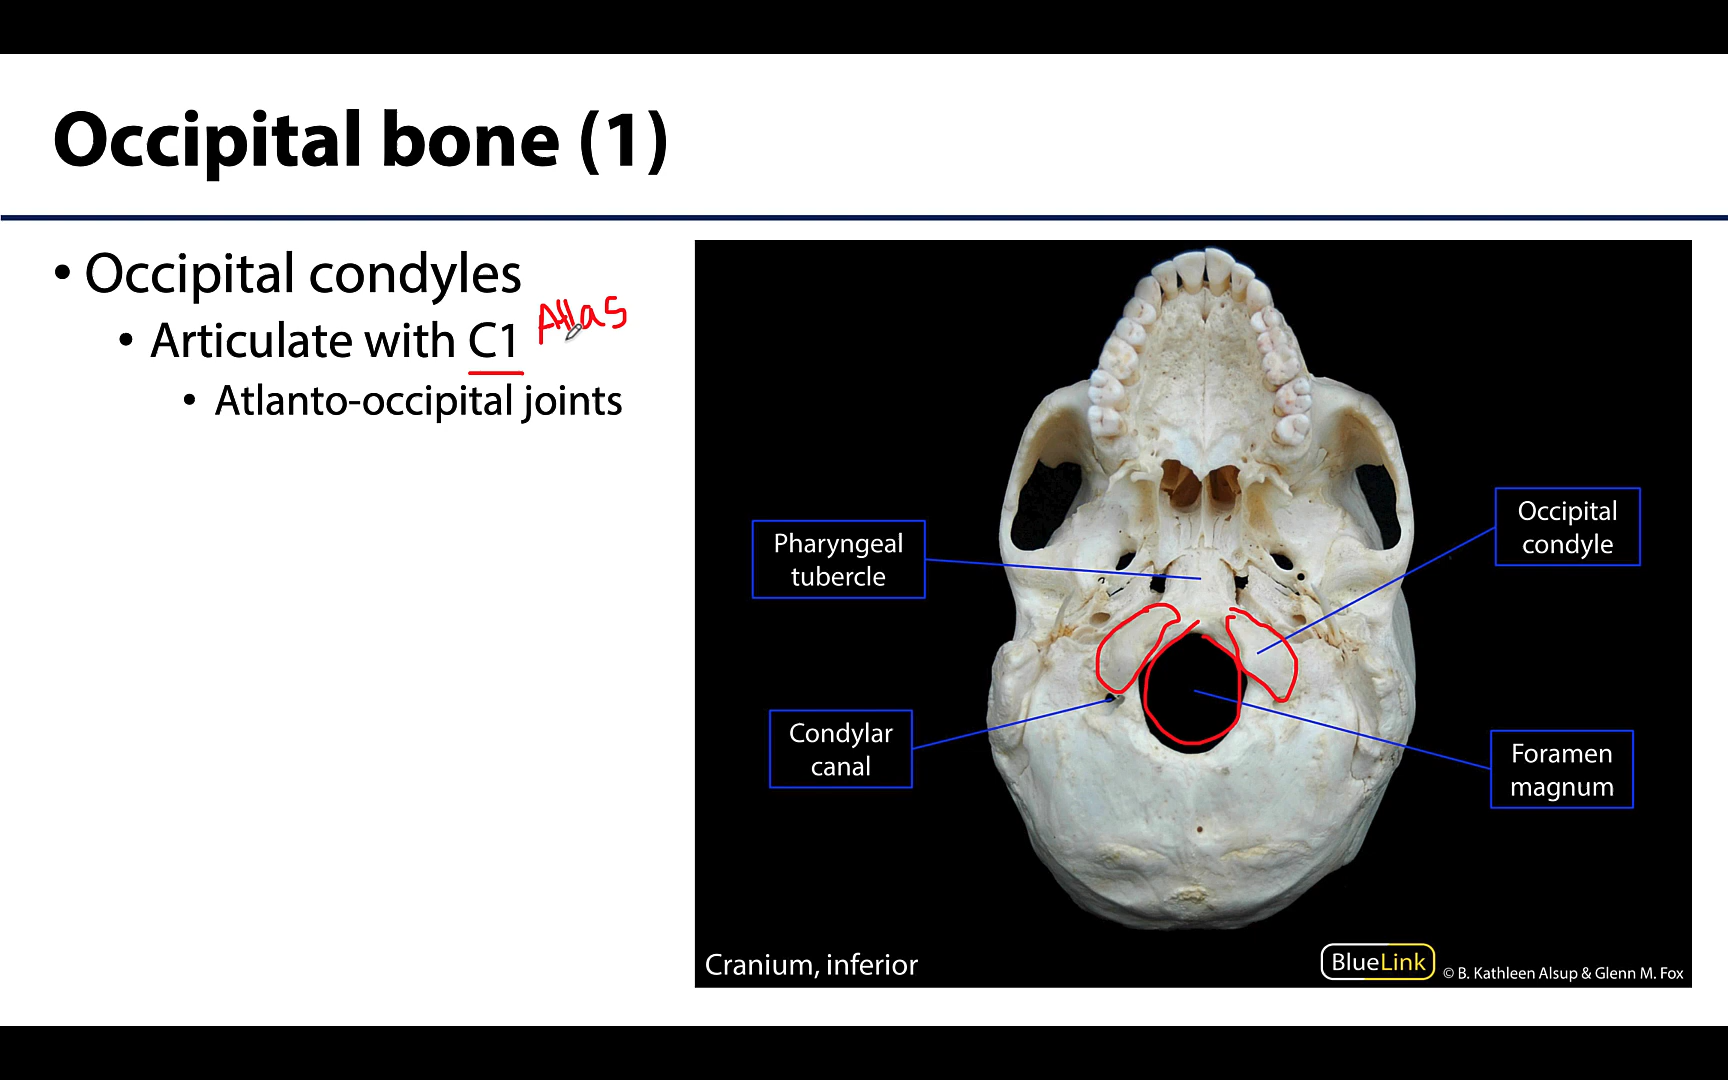 Occipital bone (1)
• Occipital condyles
• Articulate with C1 Atlas
• Atlanto-occipital joints
Pharyngeal
tubercle
Occipital
condyle
Condylar
canal
Foramen
magnum
Cranium, inferior
BlueLink
© B. Kathleen Alsup & Glenn M. Fox